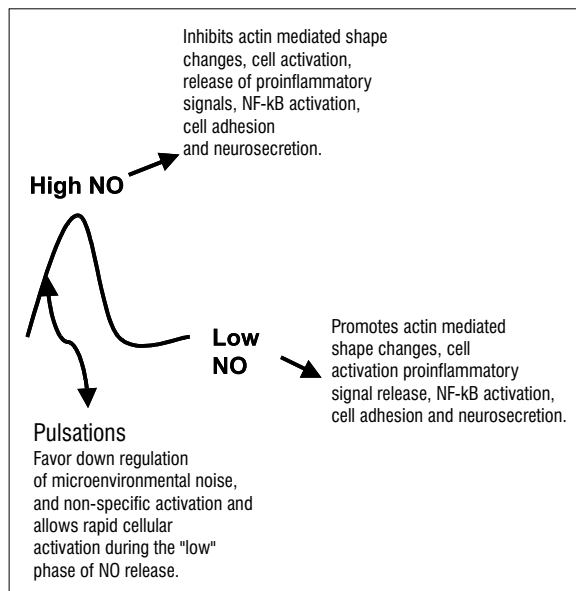 Inhibits actin mediated shape
changes, cell activation,
release of proinflammatory
signals, NF-kB activation,
cell adhesion
and neurosecretion.
High NO
Low
NO
Promotes actin mediated
shape changes, cell
activation proinflammatory
signal release, NF-kB activation,
cell adhesion and neurosecretion.
Pulsations
Favor down regulation
of microenvironmental noise,
and non-specific activation and
allows rapid cellular
activation during the "low"
phase of NO release.